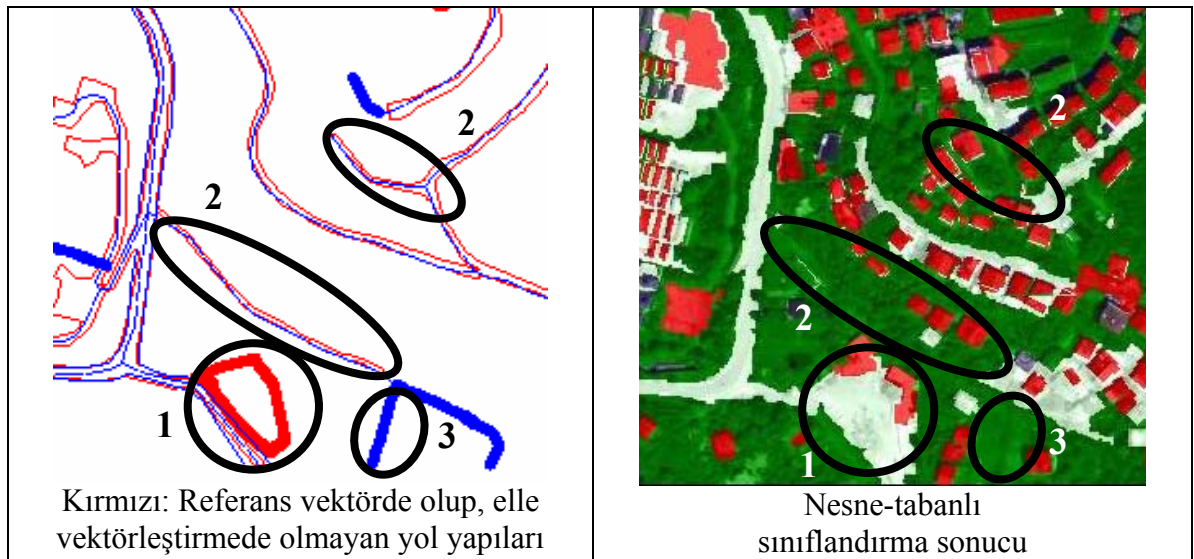 2
2
1
3
Kırmızı: Referans vektörde olup, elle
vektörleştirmede olmayan yol yapıları
2
2
1
3
Nesne-tabanlı
sınıflandırma sonucu